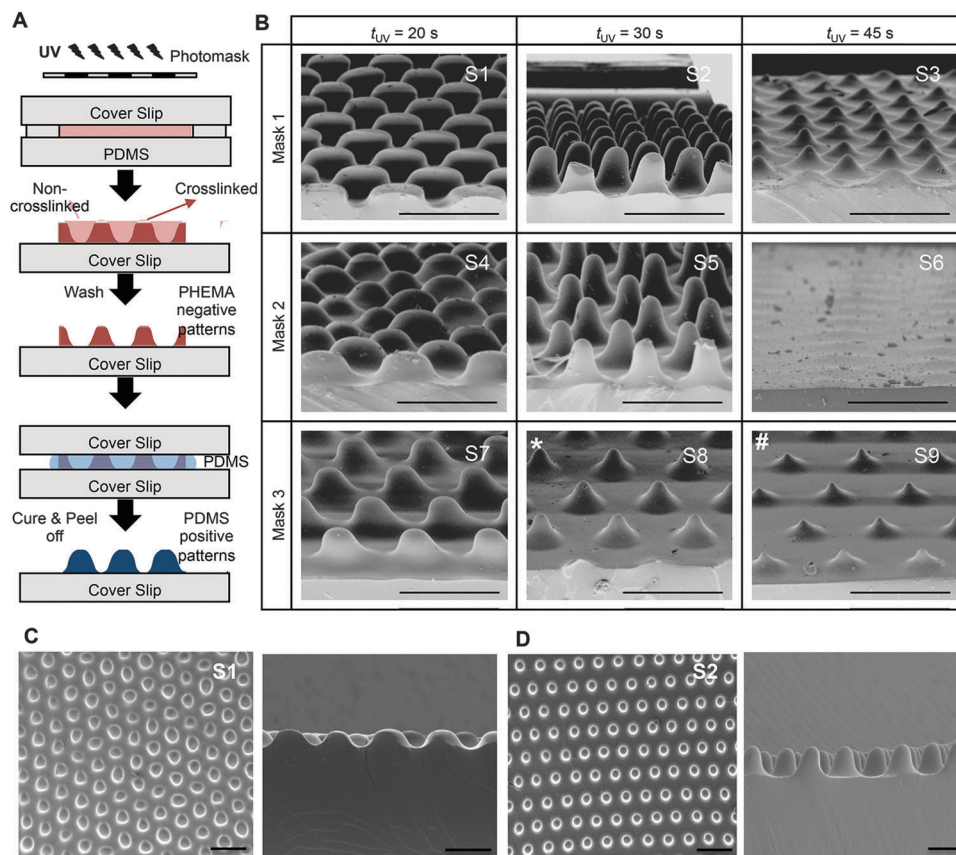 A
UV
Photomask
Cover Slip
PDMS
Non-
crosslinked
Crosslinked
Cover Slip
Wash
PHEMA
negative
patterns
Cover Slip
Cover Slip
PDMS
Cover Slip
Cure & Peel
off
PDMS
positive
patterns
Cover Slip
B
tUV = 20 s
tUV = 30 s
tUV = 45 s
Mask 1
S1
S2
S3
Mask 2
S4
S5
S6
Mask 3
S7
* S8
# S9
C
S1
D
S2